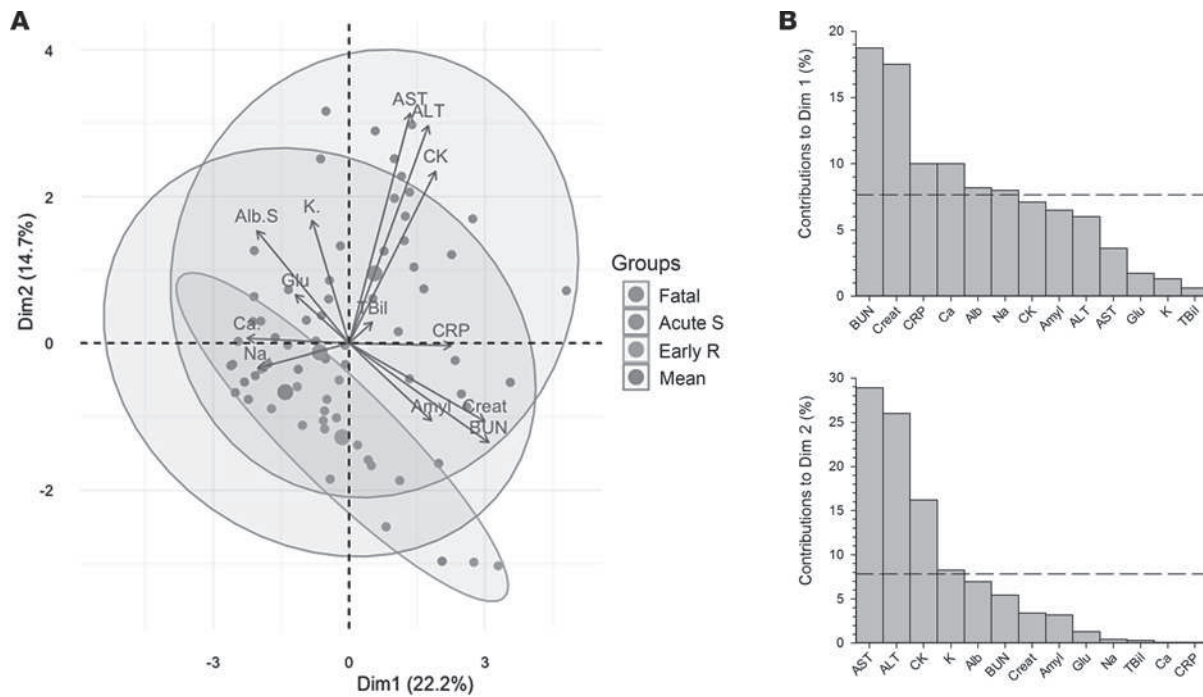 A
4
2
0
-2
-3
0
3
Dim2 (14.7%)
Dim1 (22.2%)
AST
ALT
CK
K.
Alb.S
Glu
TBil
Ca.
CRP
Na
Amyl
Creat
BUN
Groups
Fatal
Acute S
Early R
Mean
B
Contributions to Dim 1 (%)
20
15
10
5
0
BUN
Creat
CRP
Ca
Alb
Na
CK
Amyl
ALT
AST
Glu
K
TBil
Contributions to Dim 2 (%)
30
25
20
15
10
5
0
AST
ALT
CK
K
Alb
BUN
Creat
Amyl
Glu
Na
TBil
Ca
CRP